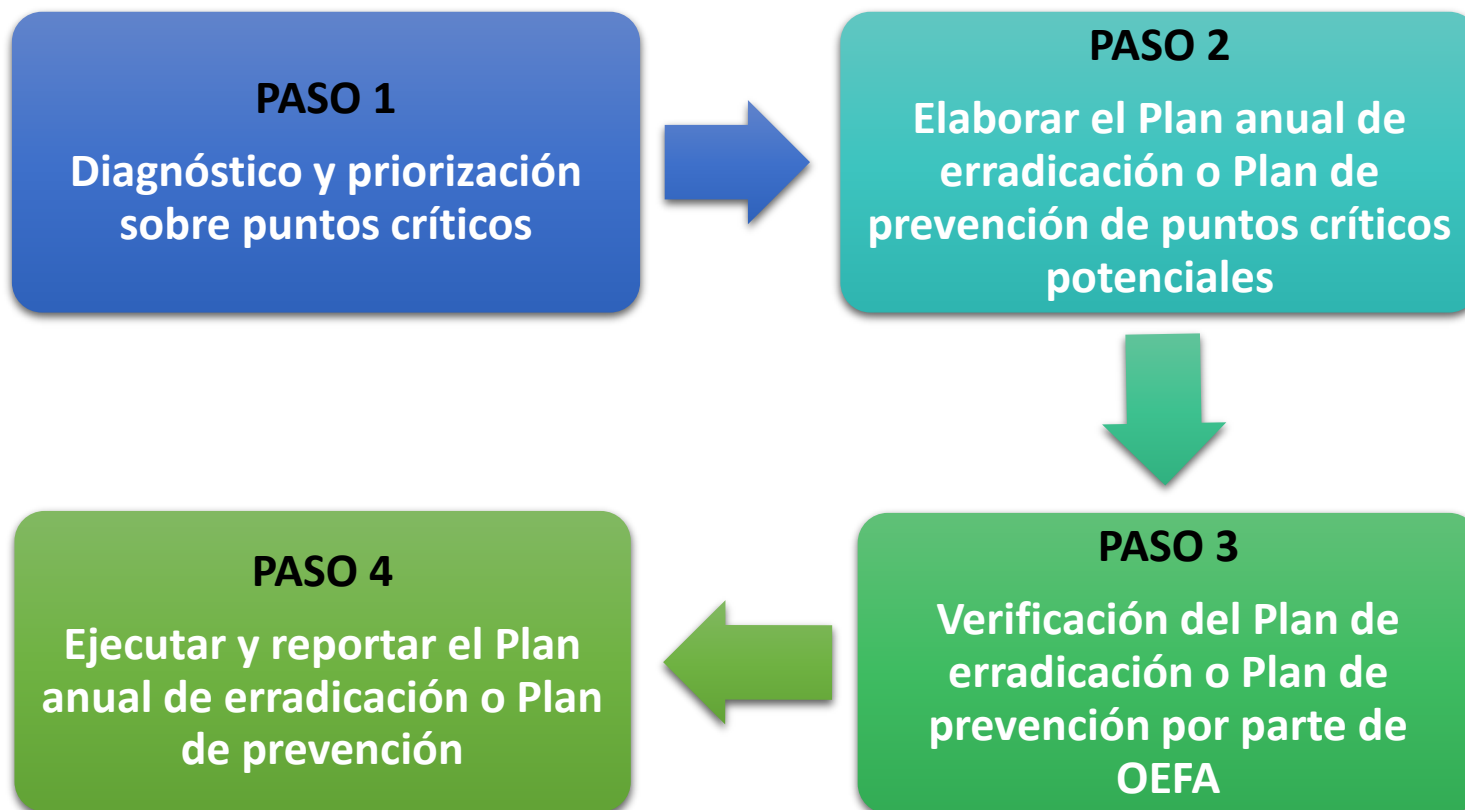 PASO 1
Diagnóstico y priorización
sobre puntos críticos
PASO 2
Elaborar el Plan anual de
erradicación o Plan de
prevención de puntos críticos
potenciales
PASO 3
Verificación del Plan de
erradicación o Plan de
prevención por parte de
OEFA
PASO 4
Ejecutar y reportar el Plan
anual de erradicación o Plan
de prevención